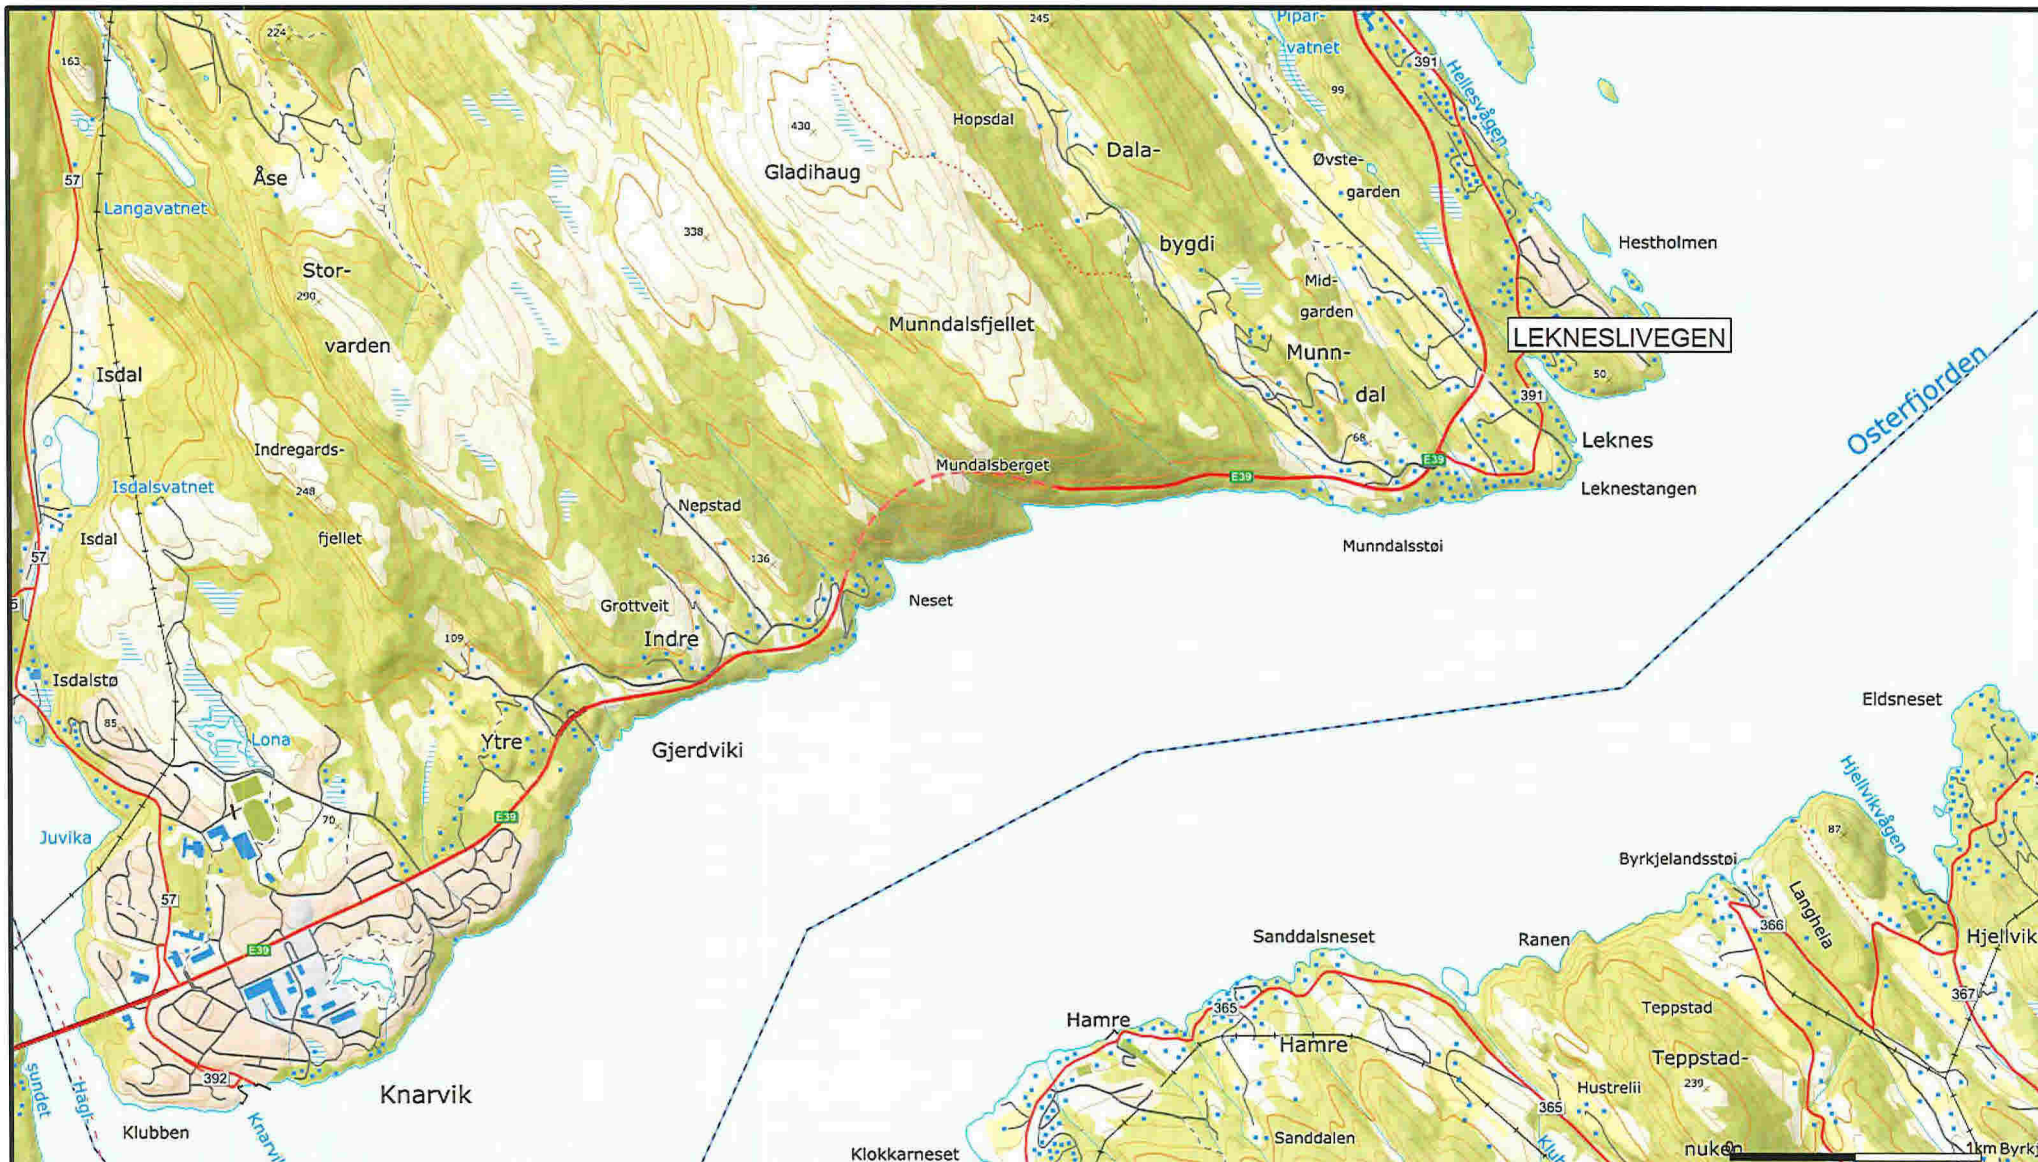 224
163
57
Langavatnet
Åse
Stor-
290
varden
Isdal
Indregards-
248
fjellet
Isdalsvatnet
Isdal
57
Isdalstø
85
Lona
Juvika
70
57
E39
E39
392
Klubben
Knarvik
sundet
430
Gladihaug
338
Munndalsfjellet
245
Hopsdal
Dala-
bygdi
Pipar-
vatnet
99
391
Hellesvågen
Øvste-
garden
Hestholmen
Mid-
garden
Munn-
dal
68
LEKNESLIVEGEN
50
391
Leknes
Leknestangen
E39
E39
Munndalsstøi
Mundalsberget
Nepstad
136
Grottveit
Indre
Neset
109
Ytre
Gjerdviki
Osterfjorden
Eldsneset
Hjellvikvågen
87
Byrkjelandsstøi
Langhela
366
Hjellvik
367
Sanddalsneset
Ranen
365
Hamre
Hamre
Teppstad
Teppstad-
239
nuken
Hustrelii
365
Sanddalen
Klokkarneset
0
1km